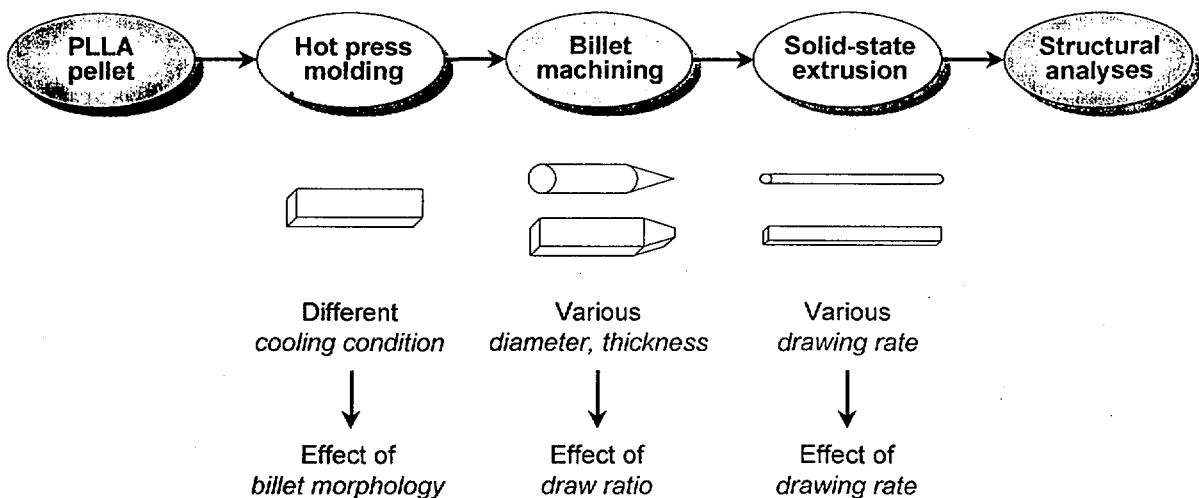 PLLA
pellet
Hot press
molding
Billet
machining
Solid-state
extrusion
Structural
analyses
Different
cooling condition
Various
diameter, thickness
Various
drawing rate
Effect of
billet morphology
Effect of
draw ratio
Effect of
drawing rate